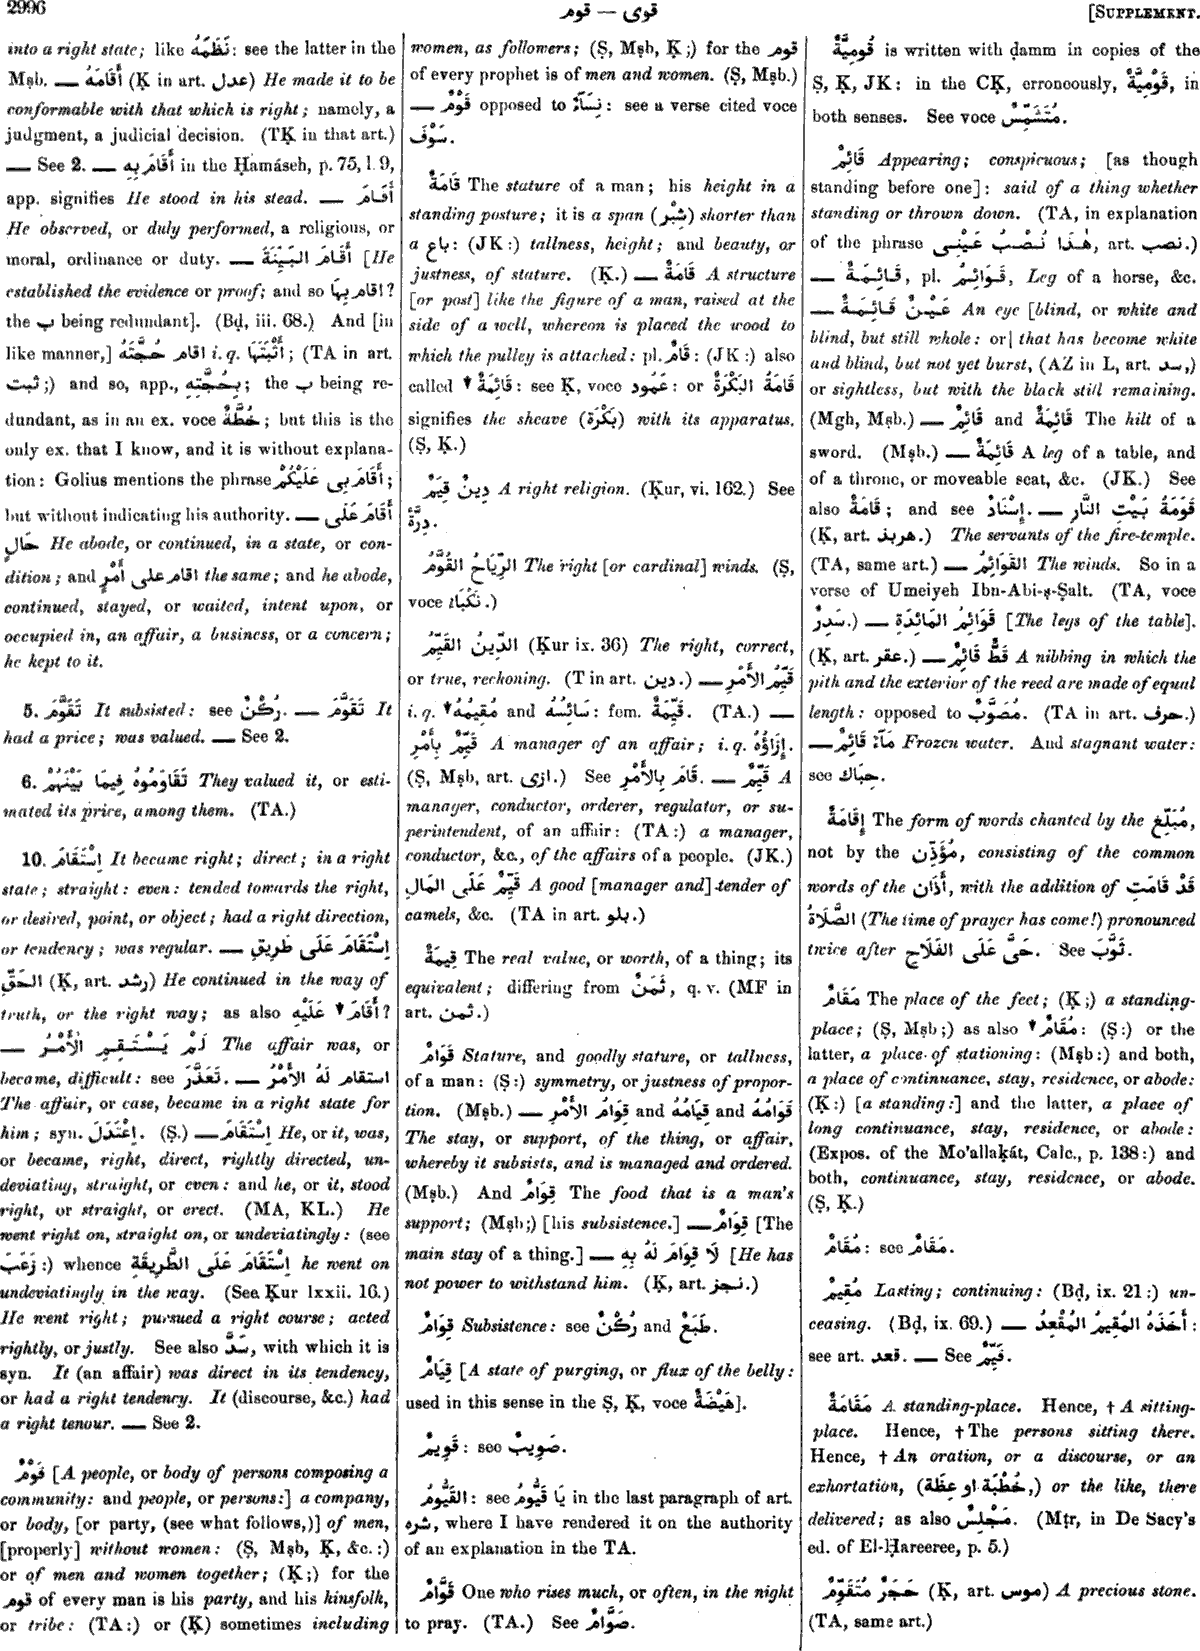 2996
قوى — قوم
[SUPPLEMENT.
into a right state; like نَظَّمَهُ: see the latter in the
Mṣb. — أَقَامَهُ (Ḳ in art. عدل) He made it to be
conformable with that which is right; namely, a
judgment, a judicial decision. (TḲ in that art.)
— See 2. — أَقَامَ بِهِ in the Ḥamáseh, p. 75, l. 9,
app. signifies He stood in his stead. — أَقَامَ
He observed, or duly performed, a religious, or
moral, ordinance or duty. — أَقَامَ البَيِّنَةَ [He
established the evidence or proof; and so اقام بِهَا?
the ب being redundant]. (Bḍ, iii. 68.) And [in
like manner,] اقام حُجَّتَهُ i. q. أَثْبَتَهَا; (TA in art.
ثبت;) and so, app., بِحُجَّتِهِ; the ب being re-
dundant, as in an ex. voce خُطَّةٌ; but this is the
only ex. that I know, and it is without explana-
tion: Golius mentions the phrase أَقَامَ بِى عَلَيْكُمْ;
but without indicating his authority. — أَقَامَ عَلَى
حَالٍ He abode, or continued, in a state, or con-
dition; and اقام على أَمْرٍ the same; and he abode,
continued, stayed, or waited, intent upon, or
occupied in, an affair, a business, or a concern;
he kept to it.
5. تَقَوَّمَ It subsisted: see رُكْنٌ. — تَقَوَّمَ It
had a price; was valued. — See 2.
6. تَقَاوَمُوهُ فِيمَا بَيْنَهُمْ They valued it, or esti-
mated its price, among them. (TA.)
10. اِسْتَقَامَ It became right; direct; in a right
state; straight: even: tended towards the right,
or desired, point, or object; had a right direction,
or tendency; was regular. — اِسْتَقَامَ عَلَى طَرِيقِ
الحَقِّ (Ḳ, art. رشد) He continued in the way of
truth, or the right way; as also ▼ أَقَامَ عَلَيْهِ?
— لَمْ يَسْتَقِمِ الأَمْرُ The affair was, or
became, difficult: see تَعَذَّرَ. — استقام لَهُ الأَمْرُ
The affair, or case, became in a right state for
him; syn. اِعْتَدَلَ. (Ṣ.) — اِسْتَقَامَ He, or it, was,
or became, right, direct, rightly directed, un-
deviating, straight, or even: and he, or it, stood
right, or straight, or erect. (MA, KL.) He
went right on, straight on, or undeviatingly: (see
زَعَبَ:) whence اِسْتَقَامَ عَلَى الطَّرِيقَةِ he went on
undeviatingly in the way. (See Ḳur lxxii. 16.)
He went right; pursued a right course; acted
rightly, or justly. See also سَدَّ, with which it is
syn. It (an affair) was direct in its tendency,
or had a right tendency. It (discourse, &c.) had
a right tenour. — See 2.
قَوْمٌ [A people, or body of persons composing a
community: and people, or persons:] a company,
or body, [or party, (see what follows,)] of men,
[properly] without women: (Ṣ, Mṣb, Ḳ, &c.:)
or of men and women together; (Ḳ;) for the
قوم of every man is his party, and his kinsfolk,
or tribe: (TA:) or (Ḳ) sometimes including
women, as followers; (Ṣ, Mṣb, Ḳ;) for the قوم
of every prophet is of men and women. (Ṣ, Mṣb.)
— قَوْمٌ opposed to نِسَآءٌ: see a verse cited voce
سَوْفَ.
قَامَةٌ The stature of a man; his height in a
standing posture; it is a span (شِبْر) shorter than
a باع: (JK:) tallness, height; and beauty, or
justness, of stature. (Ḳ.) — قَامَةٌ A structure
[or post] like the figure of a man, raised at the
side of a well, whereon is placed the wood to
which the pulley is attached: pl. قَامٌ: (JK:) also
called ▼ قَائِمَةٌ: see Ḳ, voce عَمُود: or قَامَةُ البَكْرَةِ
signifies the sheave (بَكْرَة) with its apparatus.
(Ṣ, Ḳ.)
دِينٌ قِيَمٌ A right religion. (Ḳur, vi. 162.) See
دِرَّةٌ.
الرِّيَاحُ القُوَّمُ The right [or cardinal] winds. (Ṣ,
voce نَكْبَآءُ.)
الدِّينُ القَيِّمُ (Ḳur ix. 36) The right, correct,
or true, reckoning. (T in art. دين.) — قَيِّمُ الأَمْرِ
i. q. ▼ مُقِيمُهُ and سَائِسُهُ: fem. قَيِّمَةٌ. (TA.) —
قَيِّمٌ بِأَمْرٍ A manager of an affair; i. q. إِزَاؤُهُ.
(Ṣ, Mṣb, art. ازى.) See قَامَ بِالأَمْرِ. — قَيِّمٌ A
manager, conductor, orderer, regulator, or su-
perintendent, of an affair: (TA:) a manager,
conductor, &c., of the affairs of a people. (JK.)
قَيِّمٌ عَلَى المَالِ A good [manager and] tender of
camels, &c. (TA in art. بلو.)
قِيمَةٌ The real value, or worth, of a thing; its
equivalent; differing from ثَمَنٌ, q. v. (MF in
art. ثمن.)
قَوَامٌ Stature, and goodly stature, or tallness,
of a man: (Ṣ:) symmetry, or justness of propor-
tion. (Mṣb.) — قِوَامُ الأَمْرِ and قِيَامُهُ and قَوَامُهُ
The stay, or support, of the thing, or affair,
whereby it subsists, and is managed and ordered.
(Mṣb.) And قِوَامٌ The food that is a man's
support; (Mṣb;) [his subsistence.] — قِوَامٌ [The
main stay of a thing.] — لَا قِوَامَ لَهُ بِهِ [He has
not power to withstand him. (Ḳ, art. نجز.)
قِوَامٌ Subsistence: see رُكْنٌ and طَبَعٌ.
قِيَامٌ [A state of purging, or flux of the belly:
used in this sense in the Ṣ, Ḳ, voce هَيْضَةٌ].
قَوِيمٌ: see صَوِيبٌ.
القَيُّومُ: see يَا قَيُّومُ in the last paragraph of art.
شره, where I have rendered it on the authority
of an explanation in the TA.
قَوَّامٌ One who rises much, or often, in the night
to pray. (TA.) See صَوَّامٌ.
قُومِيَّةٌ is written with ḍamm in copies of the
Ṣ, Ḳ, JK: in the CḲ, erroneously, قَوْمِيَّةٌ, in
both senses. See voce مُتَشَمِّسٌ.
قَائِمٌ Appearing; conspicuous; [as though
standing before one]: said of a thing whether
standing or thrown down. (TA, in explanation
of the phrase هٰذَا نُصْبُ عَيْنِى, art. نصب.)
— قَائِمَةٌ, pl. قَوَائِمُ, Leg of a horse, &c.
— عَيْنٌ قَائِمَةٌ An eye [blind, or white and
blind, but still whole: or] that has become white
and blind, but not yet burst, (AZ in L, art. سد,)
or sightless, but with the black still remaining.
(Mgh, Mṣb.) — قَائِمٌ and قَائِمَةٌ The hilt of a
sword. (Mṣb.) — قَائِمَةٌ A leg of a table, and
of a throne, or moveable seat, &c. (JK.) See
also قَامَةٌ; and see إِسْنَادٌ. — قَوَمَةُ بَيْتِ النَّارِ
(Ḳ, art. هربذ.) The servants of the fire-temple.
(TA, same art.) — القَوَائِمُ The winds. So in a
verse of Umeiyeh Ibn-Abi-ṣ-Ṣalt. (TA, voce
سَدِرٌ.) — قَوَائِمُ المَائِدَةِ [The legs of the table].
(Ḳ, art. عقر.) — قَطٌّ قَائِمٌ A nibbing in which the
pith and the exterior of the reed are made of equal
length: opposed to مُصَوَّبٌ. (TA in art. حرف.)
— مَآءٌ قَائِمٌ Frozen water. And stagnant water:
see حِبَاك.
إِقَامَةٌ The form of words chanted by the مُبَلِّغ,
not by the مُؤَذِّن, consisting of the common
words of the أَذَان, with the addition of قَدْ قَامَتِ
الصَّلَاةُ (The time of prayer has come!) pronounced
twice after حَىَّ عَلَى الفَلَاحِ. See ثَوَّبَ.
مَقَامٌ The place of the feet; (Ḳ;) a standing-
place; (Ṣ, Mṣb;) as also ▼ مُقَامٌ: (Ṣ:) or the
latter, a place of stationing: (Mṣb:) and both,
a place of continuance, stay, residence, or abode:
(Ḳ:) [a standing:] and the latter, a place of
long continuance, stay, residence, or abode:
(Expos. of the Mo'allaḳát, Calc., p. 138:) and
both, continuance, stay, residence, or abode.
(Ṣ, Ḳ.)
مُقَامٌ: see مَقَامٌ.
مُقِيمٌ Lasting; continuing: (Bḍ, ix. 21:) un-
ceasing. (Bḍ, ix. 69.) — أَخَذَهُ المُقِيمُ المُقْعِدُ:
see art. قعد. — See قَيِّمٌ.
مَقَامَةٌ A standing-place. Hence, † A sitting-
place. Hence, † The persons sitting there.
Hence, † An oration, or a discourse, or an
exhortation, (خُطْبَة او عِظَة,) or the like, there
delivered; as also مَجْلِسٌ. (Mṭr, in De Sacy's
ed. of El-Ḥareeree, p. 5.)
حَجَرٌ مُتَقَوِّمٌ (Ḳ, art. موس) A precious stone.
(TA, same art.)